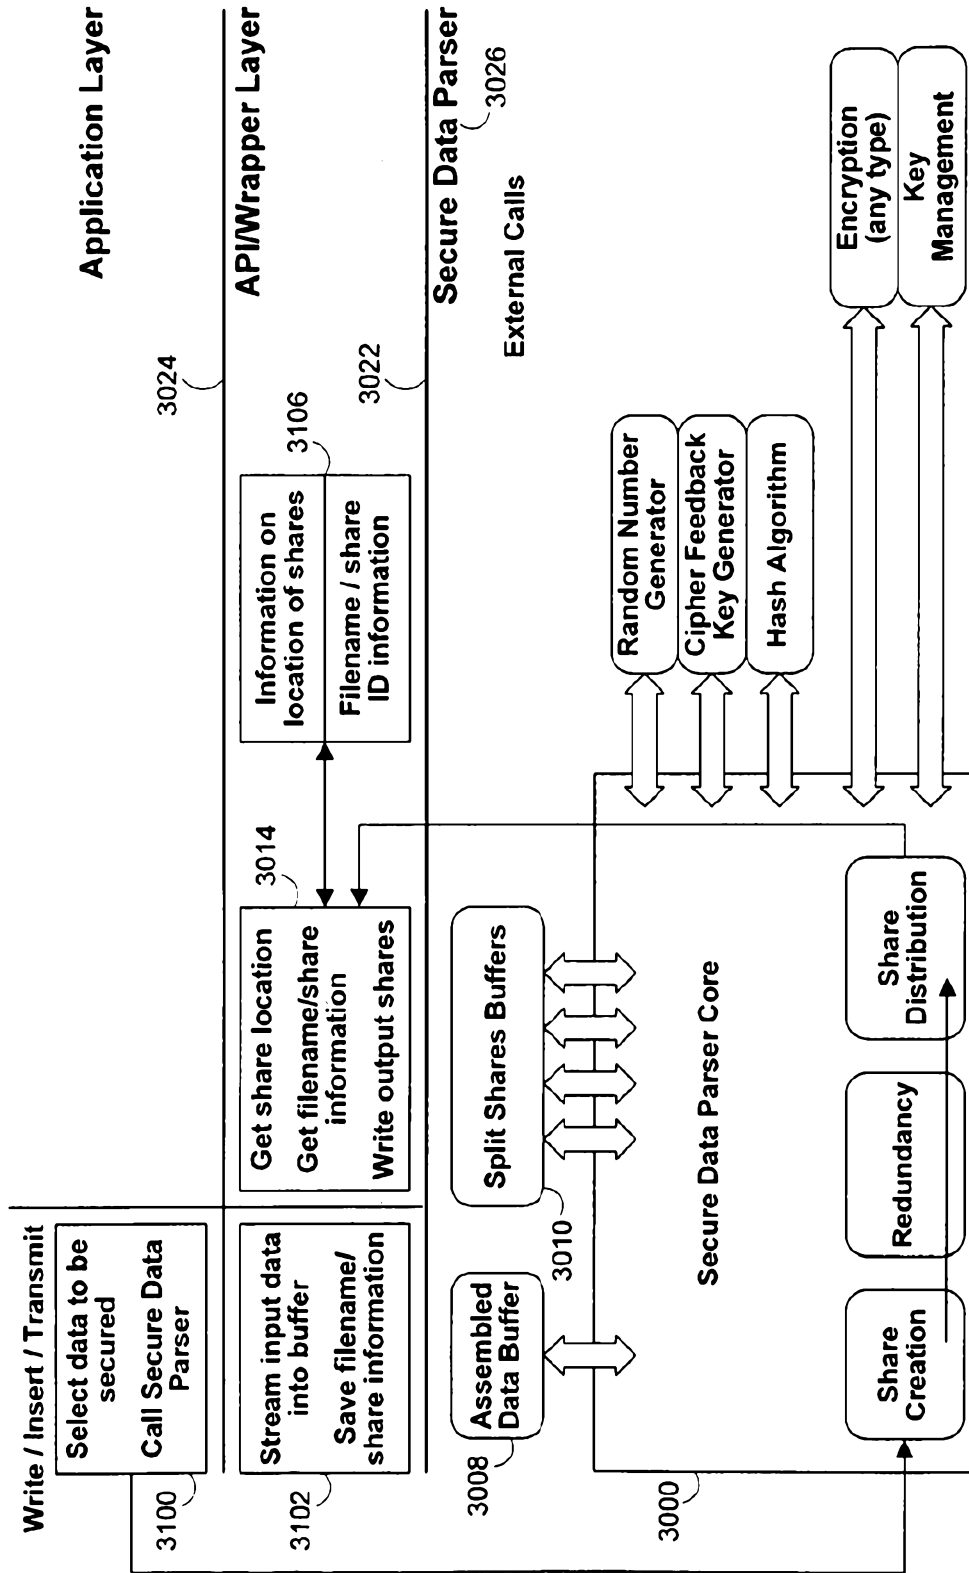 Write / Insert / Transmit
Application Layer
Select data to be
secured
Call Secure Data
Parser
3100
3024
API/Wrapper Layer
Stream input data
into buffer
Save filename/
share information
3102
Get share location
Get filename/share
information
Write output shares
3014
Information on
location of shares
Filename / share
ID information
3106
3022
Secure Data Parser
3026
External Calls
Assembled
Data Buffer
3008
Split Shares Buffers
3010
Random Number
Generator
Cipher Feedback
Key Generator
Hash Algorithm
Encryption
(any type)
Key
Management
3000
Secure Data Parser Core
Share
Creation
Redundancy
Share
Distribution